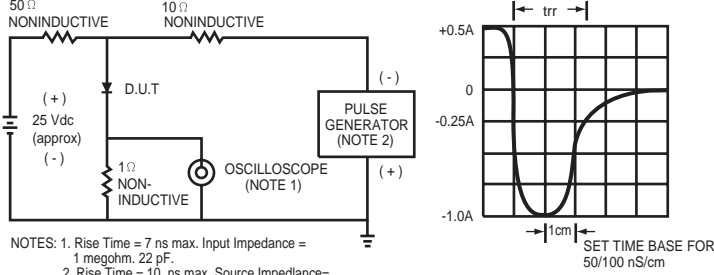 50 Ω
NONINDUCTIVE
10 Ω
NONINDUCTIVE
(+)
25 Vdc
(approx)
(-)
D.U.T
1Ω
NON-
INDUCTIVE
OSCILLOSCOPE
(NOTE 1)
(-)
PULSE
GENERATOR
(NOTE 2)
(+)
NOTES: 1. Rise Time = 7 ns max. Input Impedance =
1 megohm. 22 pF.
2. Rise Time = 10 ns max. Source Impedlance=
trr
+0.5A
0
-0.25A
-1.0A
1cm
SET TIME BASE FOR
50/100 nS/cm